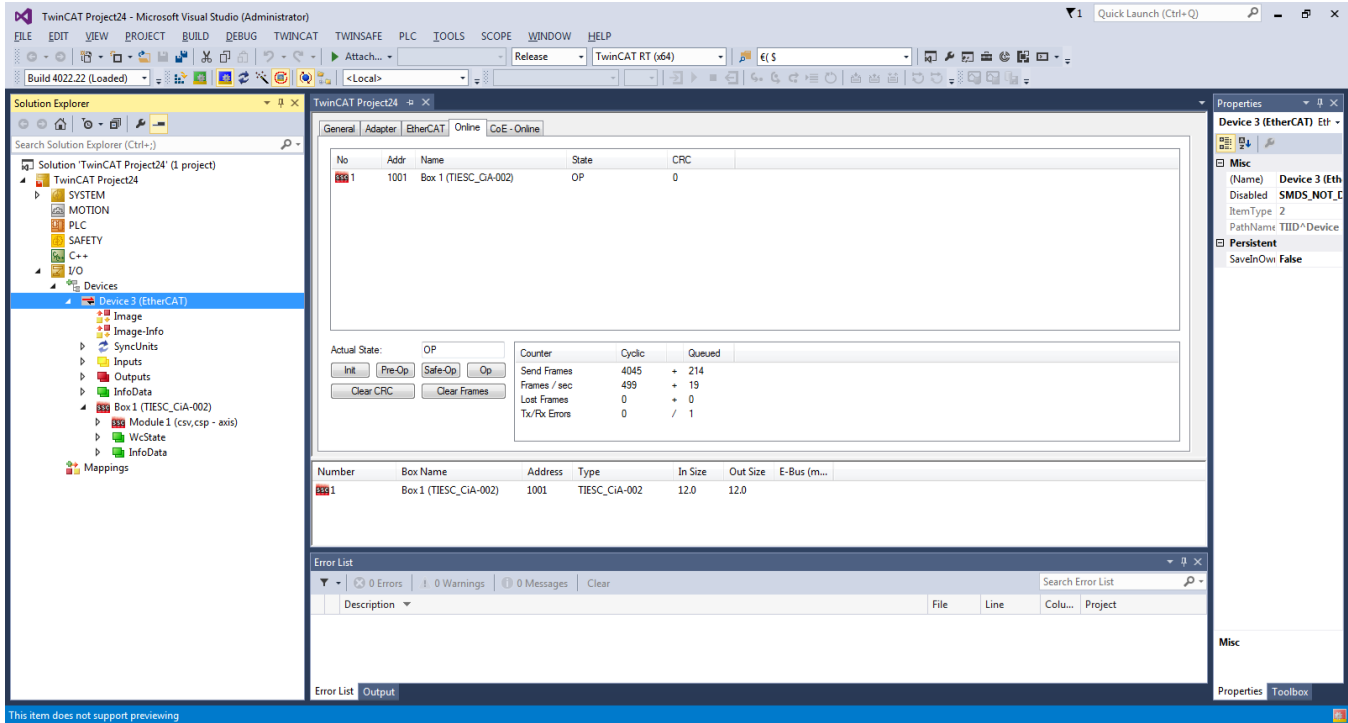 TwinCAT Project24 - Microsoft Visual Studio (Administrator)
1
Quick Launch (Ctrl+Q)
FILE EDIT VIEW PROJECT BUILD DEBUG TWINCAT TWINSAFE PLC TOOLS SCOPE WINDOW HELP
Attach... Release TwinCAT RT (x64) €($
Build 4022.22 (Loaded) <Local>
Solution Explorer
Search Solution Explorer (Ctrl+;)
Solution 'TwinCAT Project24' (1 project)
TwinCAT Project24
SYSTEM
MOTION
PLC
SAFETY
C++
I/O
Devices
Device 3 (EtherCAT)
Image
Image-Info
SyncUnits
Inputs
Outputs
InfoData
Box 1 (TIESC_CiA-002)
Module 1 (csv,csp - axis)
WcState
InfoData
Mappings
TwinCAT Project24
General Adapter EtherCAT Online CoE - Online
No Addr Name State CRC
1 1001 Box 1 (TIESC_CiA-002) OP 0
Actual State: OP
Init Pre-Op Safe-Op Op
Clear CRC Clear Frames
Counter Cyclic Queued
Send Frames 4045 + 214
Frames / sec 499 + 19
Lost Frames 0 + 0
Tx/Rx Errors 0 / 1
Number Box Name Address Type In Size Out Size E-Bus (m...
1 Box 1 (TIESC_CiA-002) 1001 TIESC_CiA-002 12.0 12.0
Error List
0 Errors 0 Warnings 0 Messages Clear
Search Error List
Description File Line Colu... Project
Error List Output
Properties
Device 3 (EtherCAT) Eth
Misc
(Name) Device 3 (Eth
Disabled SMDS_NOT_D
ItemType 2
PathName TIID^Device
Persistent
SaveInOwn False
Misc
Properties Toolbox
This item does not support previewing